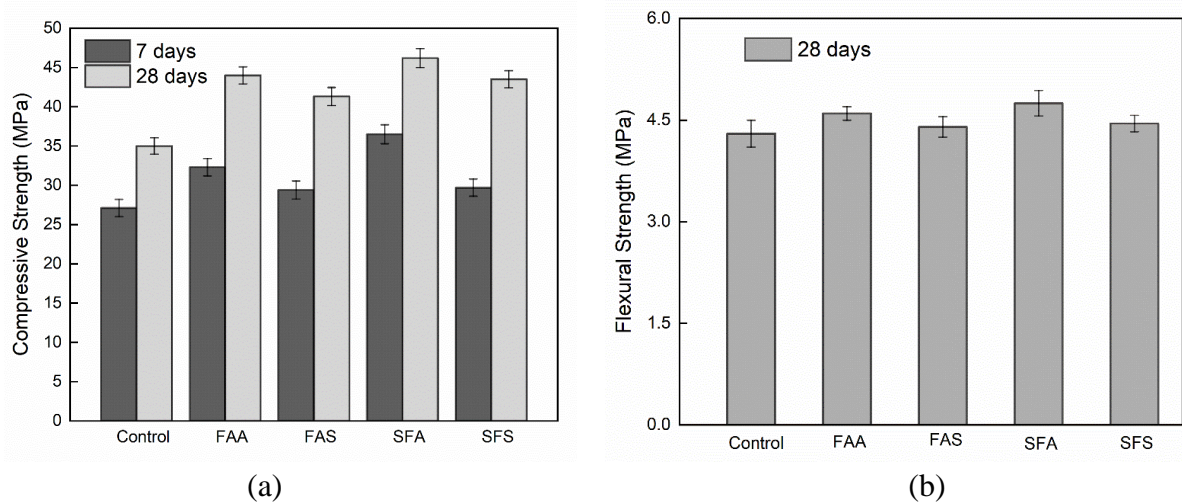 50
45
40
35
30
25
20
15
10
5
0
Compressive Strength (MPa)
7 days
28 days
Control FAA FAS SFA SFS
(a)
6.0
4.5
3.0
1.5
0.0
Flexural Strength (MPa)
28 days
Control FAA FAS SFA SFS
(b)